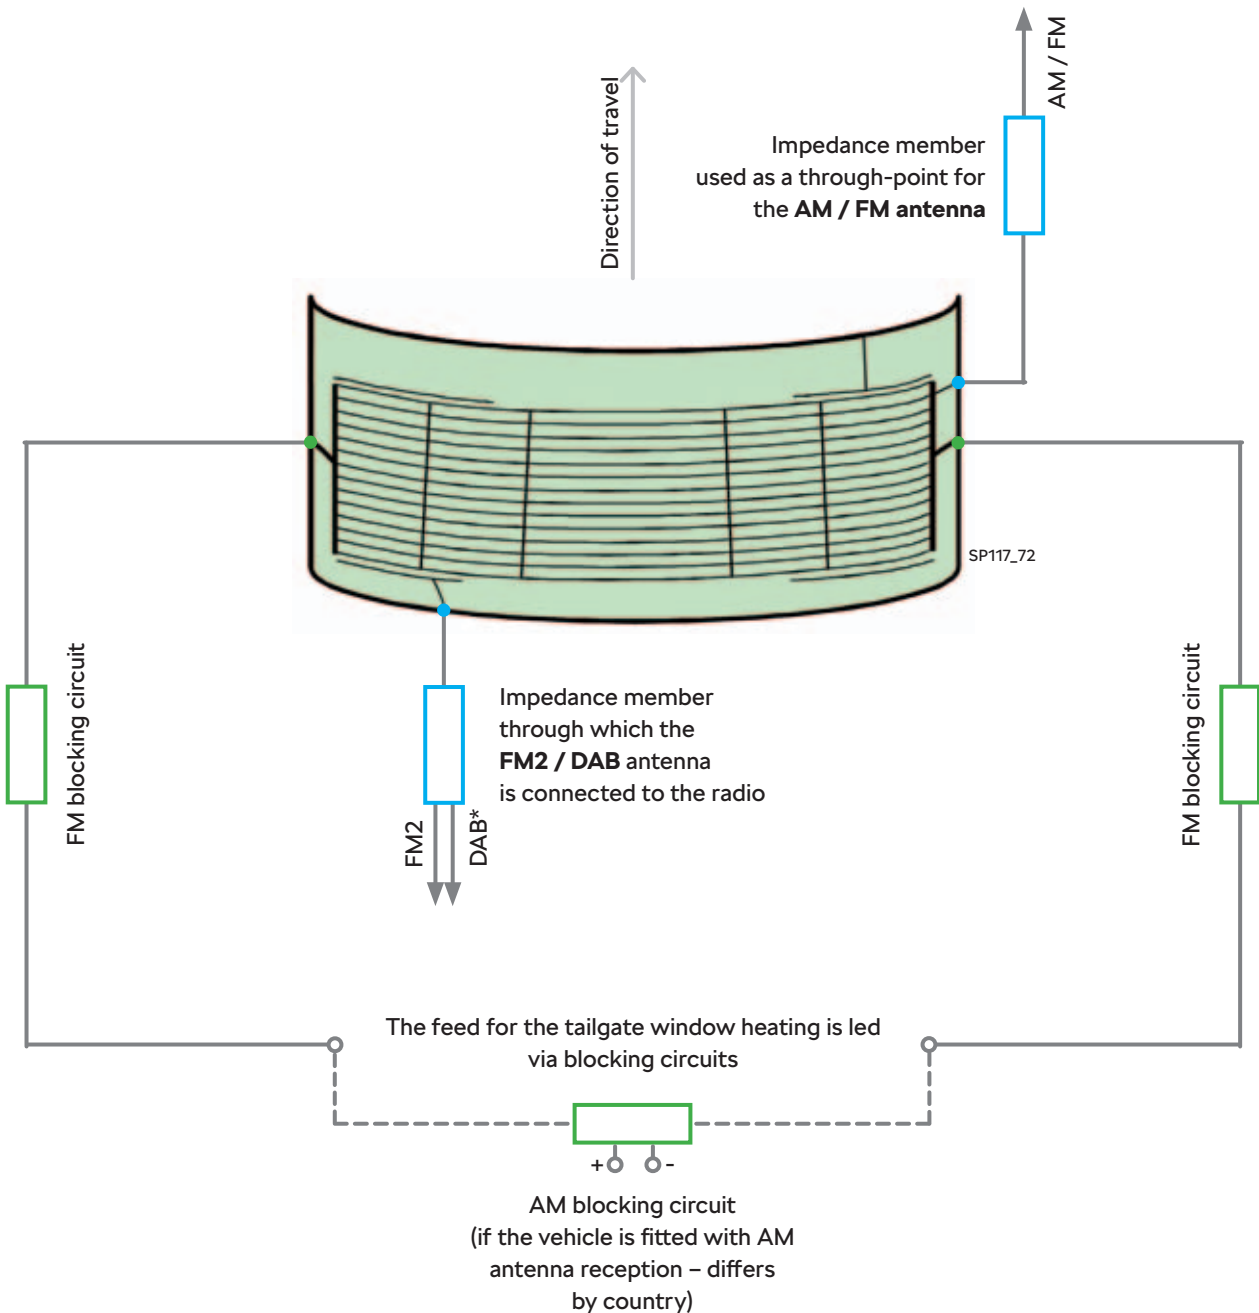 AM / FM
Direction of travel
Impedance member
used as a through-point for
the AM / FM antenna
SP117_72
FM blocking circuit
Impedance member
through which the
FM2 / DAB antenna
is connected to the radio
FM blocking circuit
FM2
DAB*
The feed for the tailgate window heating is led
via blocking circuits
+ -
AM blocking circuit
(if the vehicle is fitted with AM
antenna reception – differs
by country)